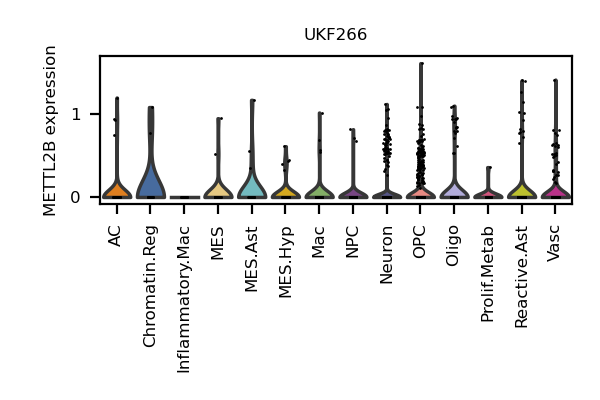 UKF266
METTL2B expression
1
0
AC
Chromatin.Reg
Inflammatory.Mac
MES
MES.Ast
MES.Hyp
Mac
NPC
Neuron
OPC
Oligo
Prolif.Metab
Reactive.Ast
Vasc